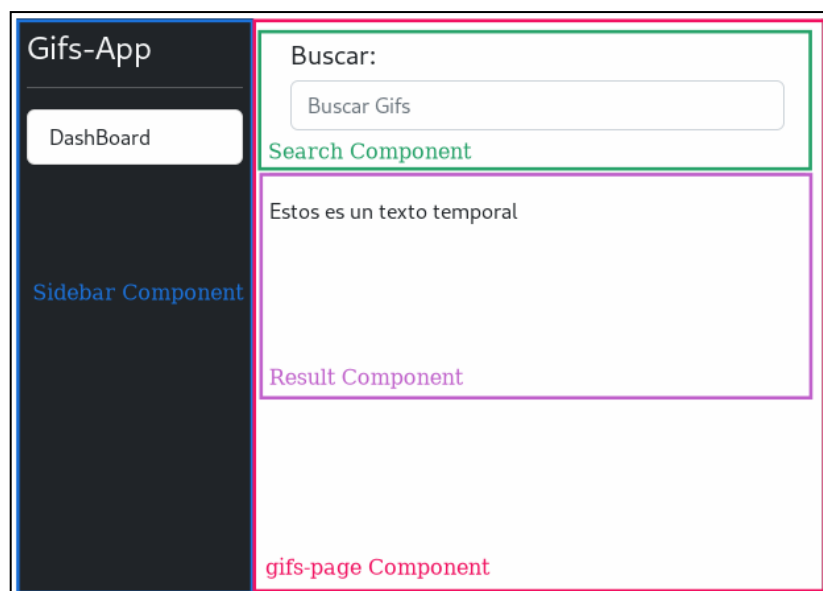 Gifs-App
DashBoard
Sidebar Component
Buscar:
Buscar Gifs
Search Component
Estos es un texto temporal
Result Component
gifs-page Component